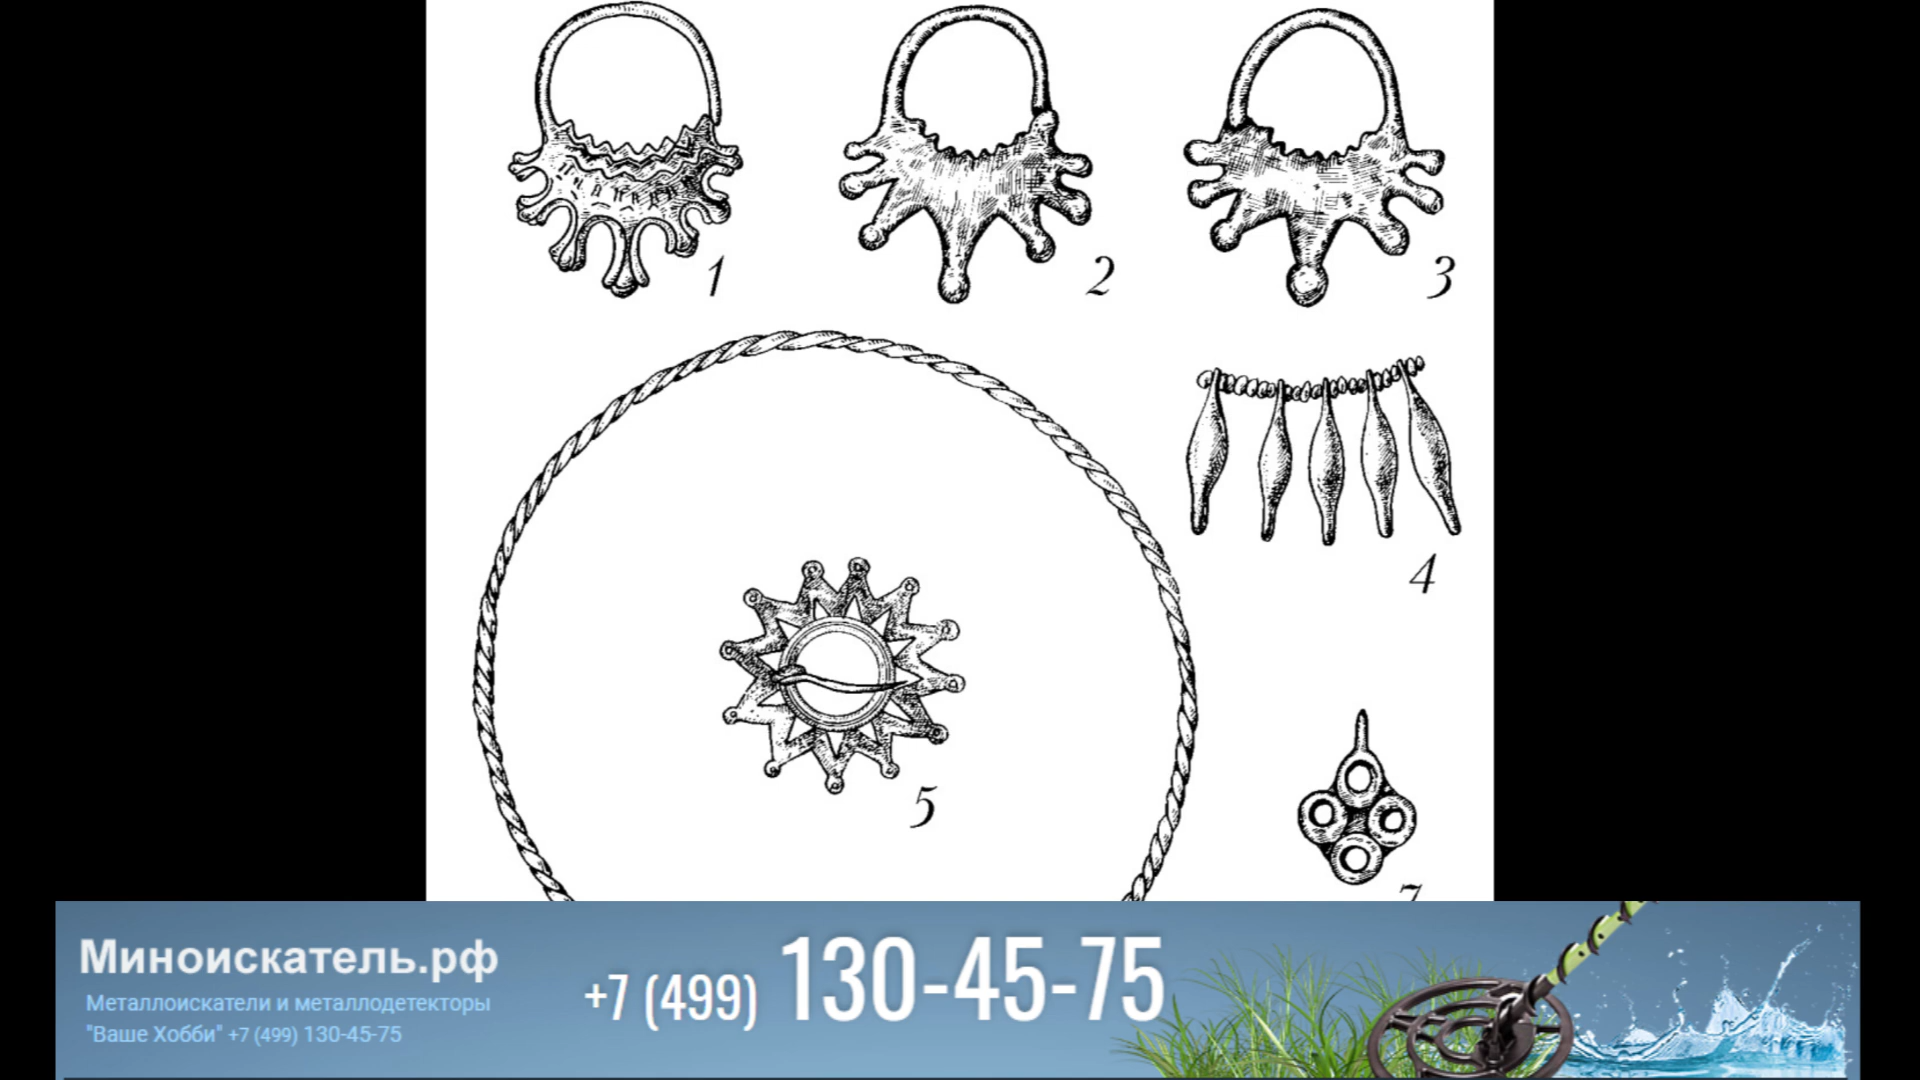 1
2
3
4
5
7
Миноискатель.рф
Металлоискатели и металлодетекторы
"Ваше Хобби" +7 (499) 130-45-75
+7 (499) 130-45-75